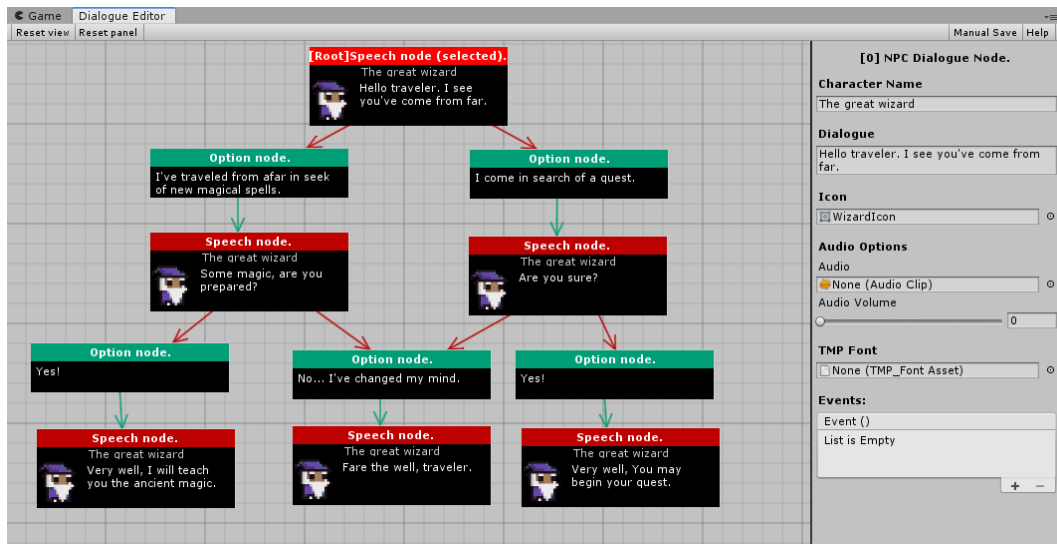 Game
Dialogue Editor
Reset view
Reset panel
Manual Save
Help
[Root]Speech node (selected).
The great wizard
Hello traveler. I see
you've come from far.
Option node.
I've traveled from afar in seek
of new magical spells.
Option node.
I come in search of a quest.
Speech node.
The great wizard
Some magic, are you
prepared?
Speech node.
The great wizard
Are you sure?
Option node.
Yes!
Option node.
No... I've changed my mind.
Option node.
Yes!
Speech node.
The great wizard
Very well, I will teach
you the ancient magic.
Speech node.
The great wizard
Fare the well, traveler.
Speech node.
The great wizard
Very well, You may
begin your quest.
[0] NPC Dialogue Node.
Character Name
The great wizard
Dialogue
Hello traveler. I see you've come from
far.
Icon
WizardIcon
Audio Options
Audio
None (Audio Clip)
Audio Volume
0
TMP Font
None (TMP_Font Asset)
Events:
Event ()
List is Empty
+ −